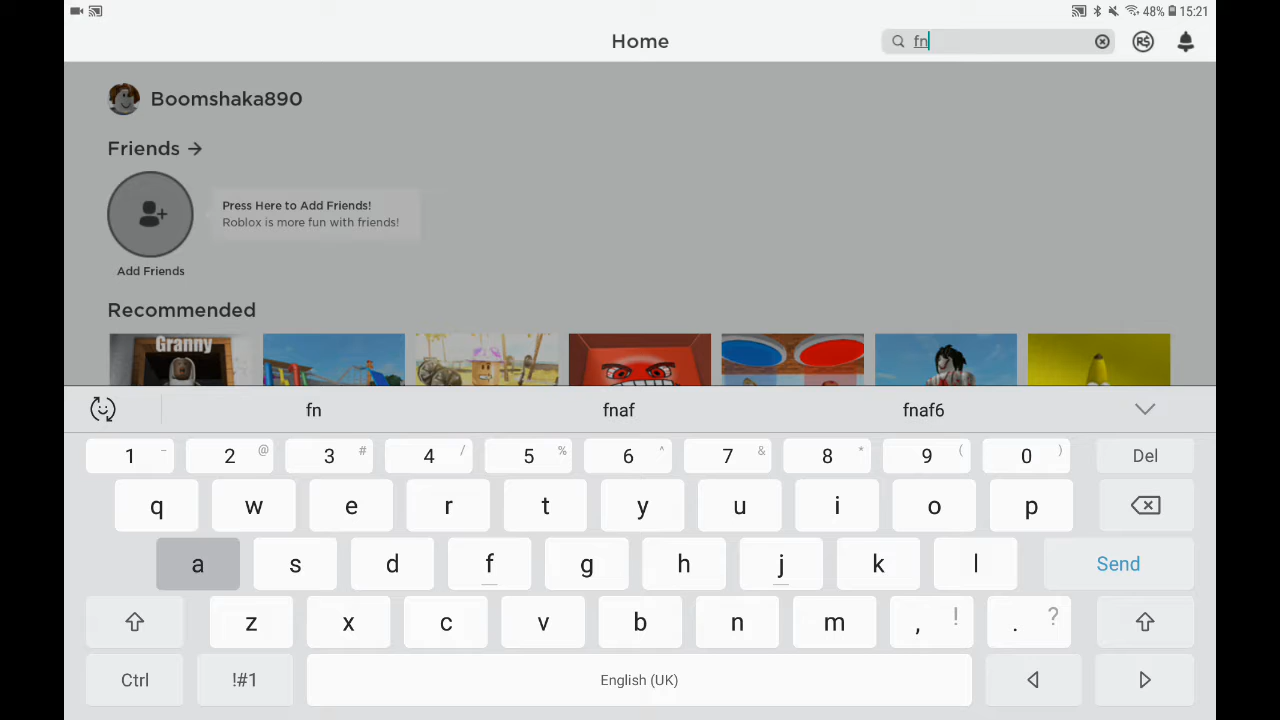 48% 15:21
Home
fn
R$
Boomshaka890
Friends →
Press Here to Add Friends!
Roblox is more fun with friends!
Add Friends
Recommended
Granny
fn fnaf fnaf6
1 - 2 @ 3 # 4 / 5 % 6 ^ 7 & 8 * 9 ( 0 ) Del
q w e r t y u i o p
a s d f g h j k l Send
z x c v b n m , ! . ?
Ctrl !#1 English (UK)